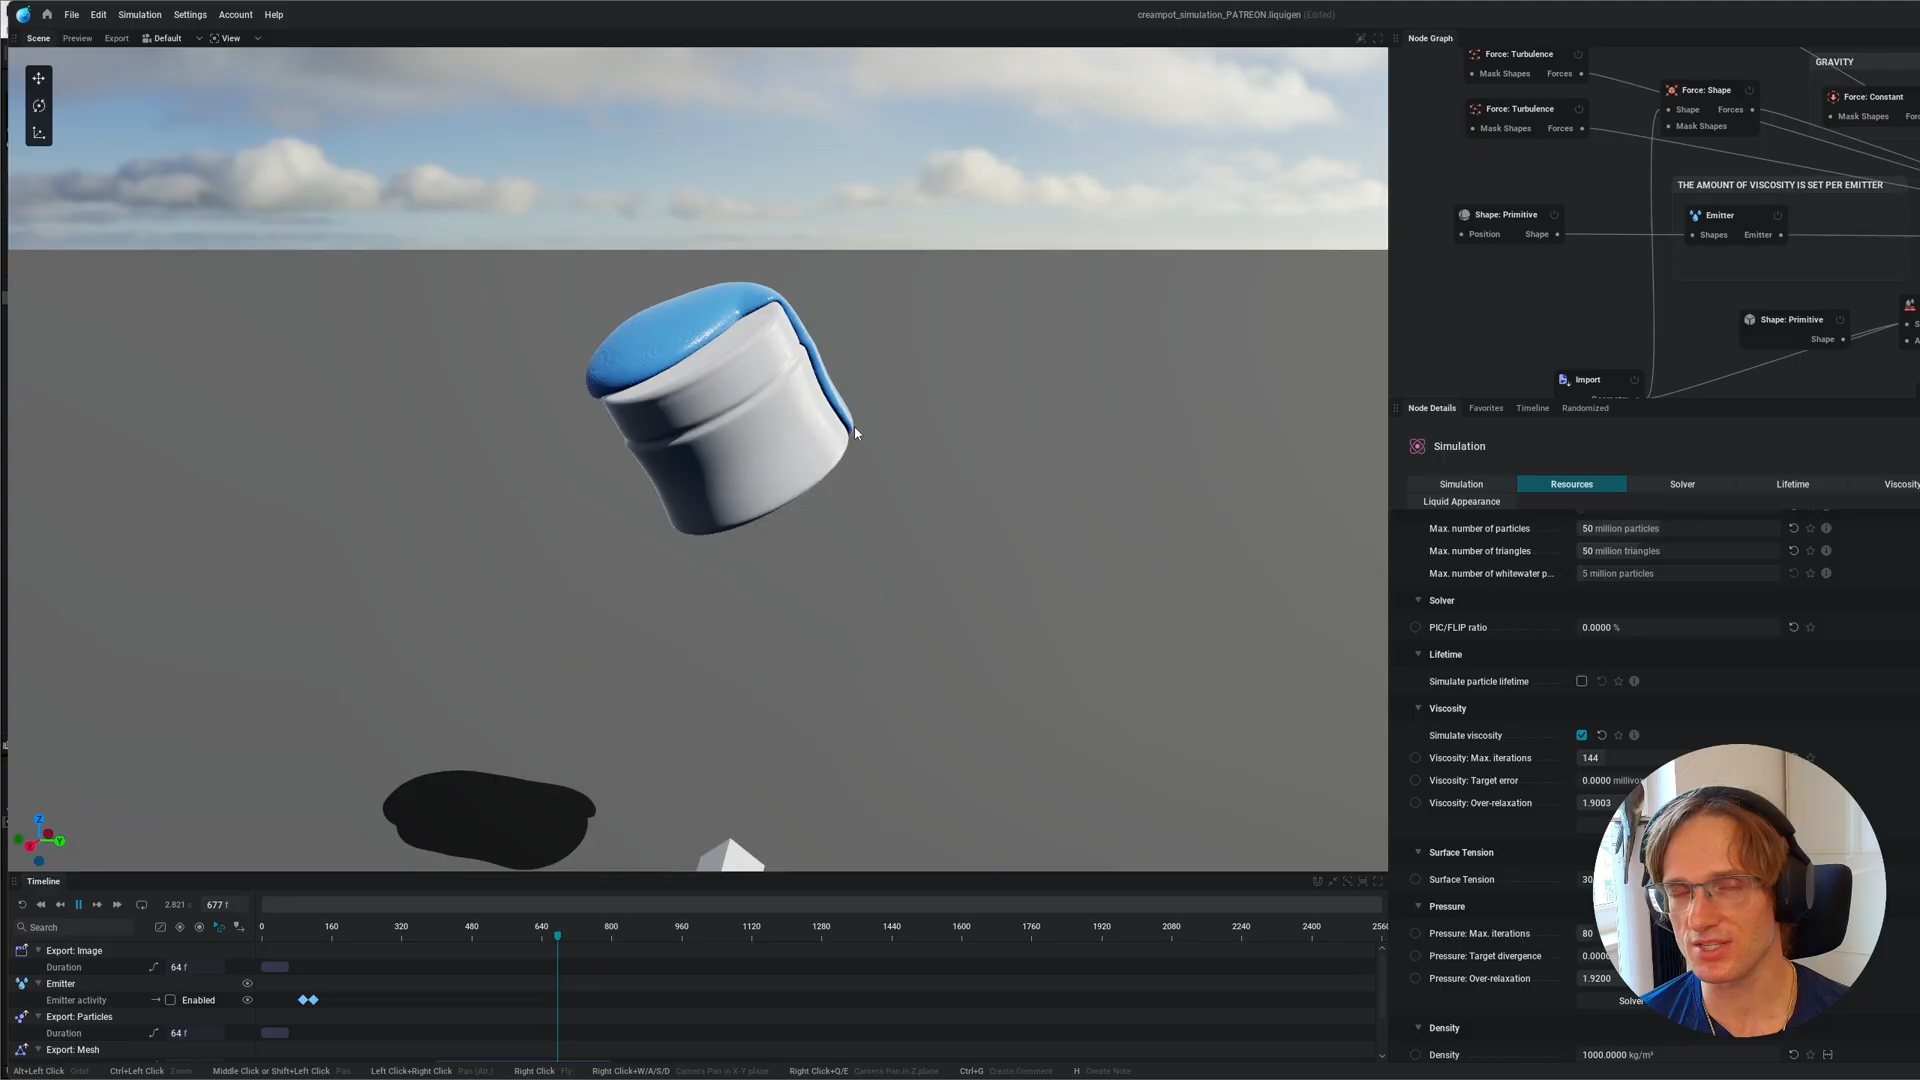 File Edit Simulation Settings Account Help
creampot_simulation_PATREON.liquigen (Edited)
Scene Preview Export Default View
Node Graph
Force: Turbulence
Mask Shapes Forces
Force: Turbulence
Mask Shapes Forces
Force: Shape
Shape Forces
Mask Shapes
GRAVITY
Force: Constant
Mask Shapes
THE AMOUNT OF VISCOSITY IS SET PER EMITTER
Shape: Primitive
Position Shape
Emitter
Shapes Emitter
Shape: Primitive
Shape
Import
Node Details Favorites Timeline Randomized
Simulation
Simulation Resources Solver Lifetime Viscosity
Liquid Appearance
Max. number of particles 50 million particles
Max. number of triangles 50 million triangles
Max. number of whitewater p... 5 million particles
Solver
PIC/FLIP ratio 0.0000 %
Lifetime
Simulate particle lifetime
Viscosity
Simulate viscosity
Viscosity: Max. iterations 144
Viscosity: Target error 0.0000
Viscosity: Over-relaxation 1.9003
Surface Tension
Surface Tension 30
Pressure
Pressure: Max. iterations 80
Pressure: Target divergence 0.0000
Pressure: Over-relaxation 1.9200
Density
Density 1000.0000 kg/m³
Z
Y
X
Timeline
2.821 s 677 f
Search
0 160 320 480 640 800 960 1120 1280 1440 1600 1760 1920 2080 2240 2400 2560
Export: Image
Duration 64 f
Emitter
Emitter activity Enabled
Export: Particles
Duration 64 f
Export: Mesh
Alt+Left Click Orbit Ctrl+Left Click Zoom Middle Click or Shift+Left Click Pan Left Click+Right Click Pan (Alt.) Right Click Fly Right Click+W/A/S/D Camera Pan in X-Y plane Right Click+Q/E Camera Pan in Z plane Ctrl+G Create Comment H Create Note